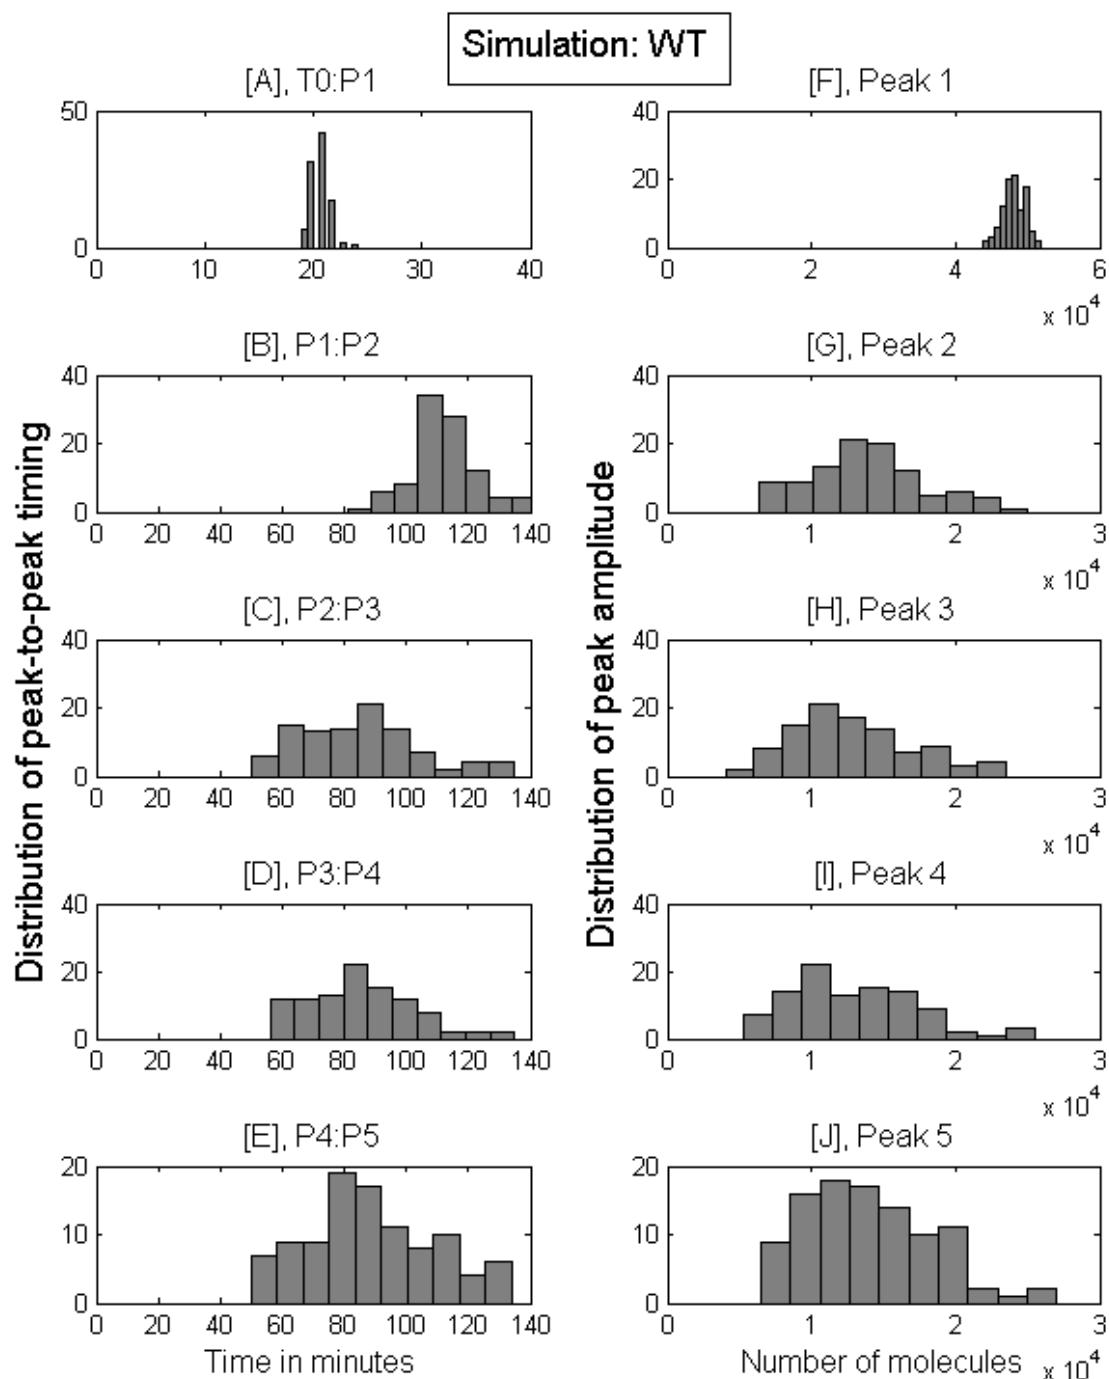 Simulation: WT
[A], T0:P1
50
0
0 10 20 30 40
[F], Peak 1
40
20
0
0 2 4 6
x 10^4
Distribution of peak-to-peak timing
[B], P1:P2
40
20
0
0 20 40 60 80 100 120 140
Distribution of peak amplitude
[G], Peak 2
40
20
0
0 1 2 3
x 10^4
[C], P2:P3
40
20
0
0 20 40 60 80 100 120 140
[H], Peak 3
40
20
0
0 1 2 3
x 10^4
[D], P3:P4
40
20
0
0 20 40 60 80 100 120 140
[I], Peak 4
40
20
0
0 1 2 3
x 10^4
[E], P4:P5
20
10
0
0 20 40 60 80 100 120 140
Time in minutes
[J], Peak 5
20
10
0
0 1 2 3
Number of molecules x 10^4